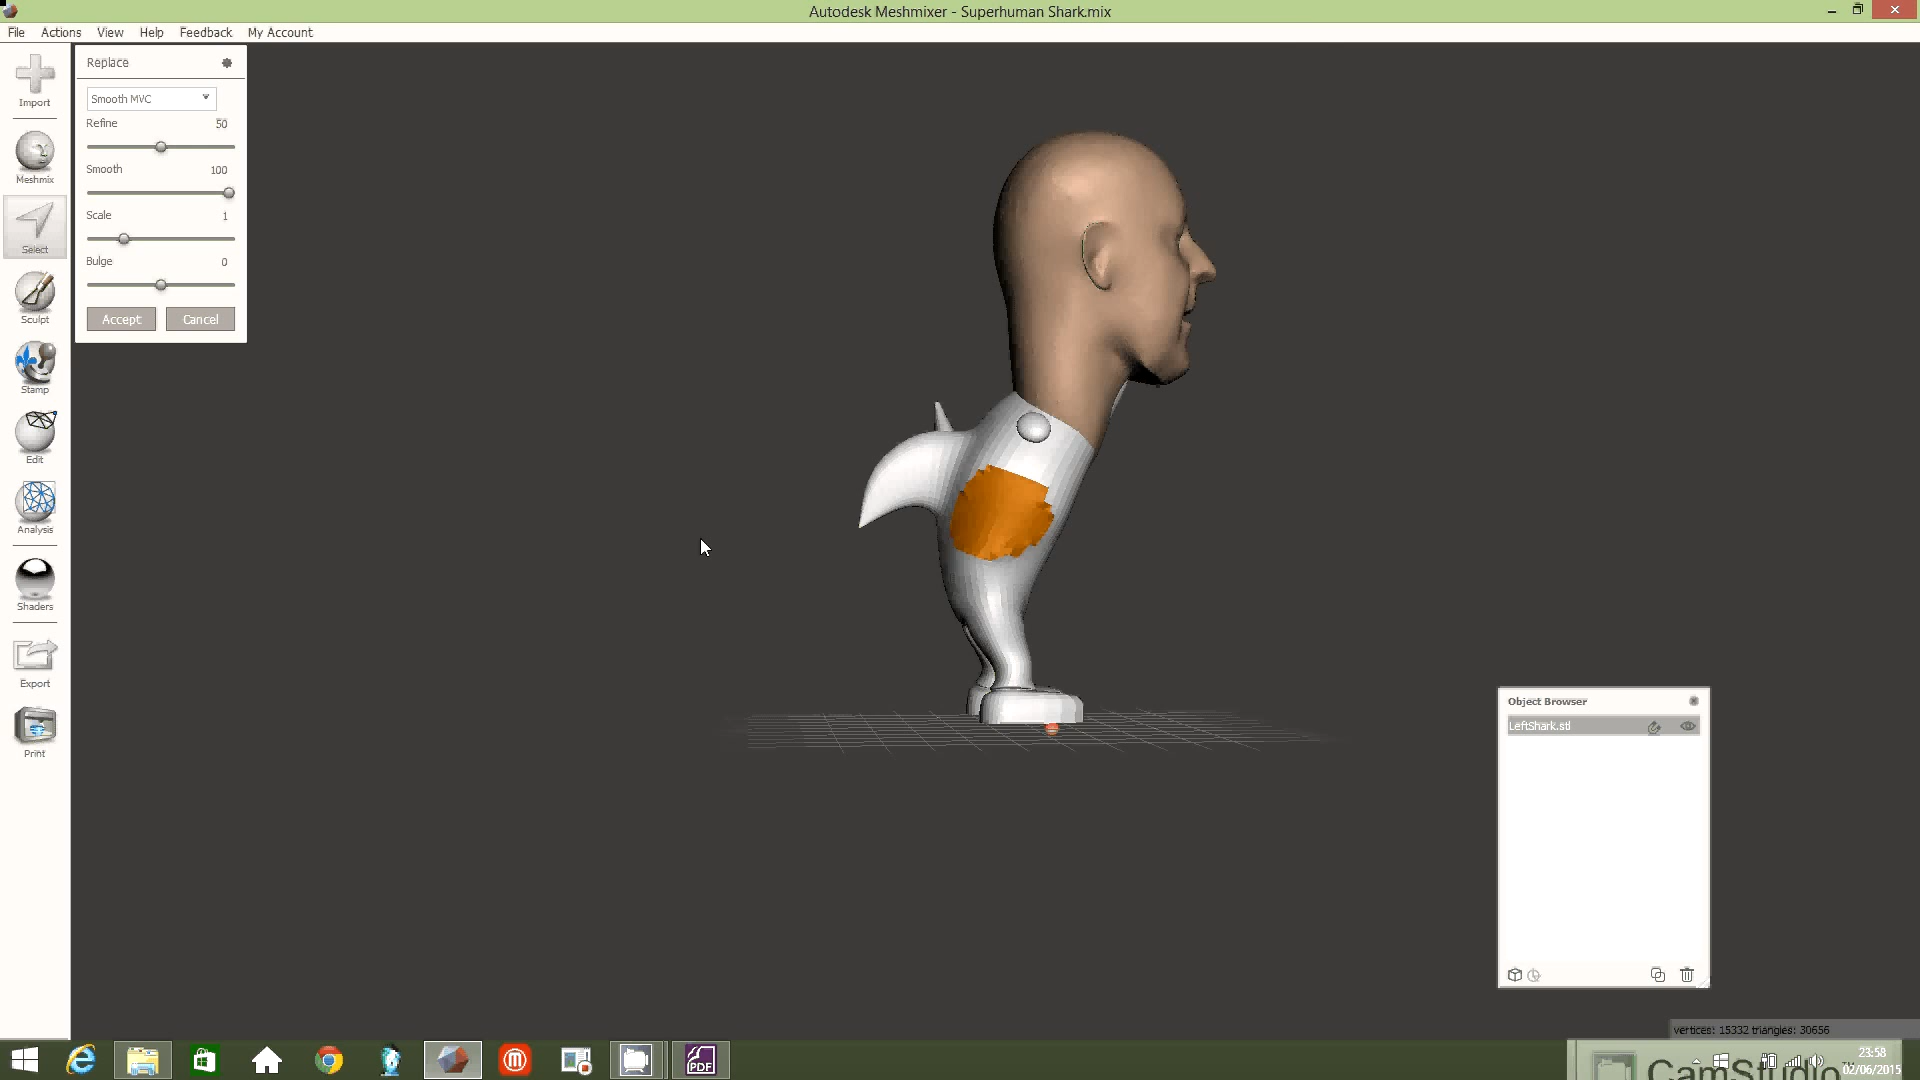 Autodesk Meshmixer - Superhuman Shark.mix
File Actions View Help Feedback My Account
Replace
Smooth MVC
Refine 50
Smooth 100
Scale 1
Bulge 0
Accept Cancel
Import
Meshmix
Select
Sculpt
Stamp
Edit
Analysis
Shaders
Export
Print
Object Browser
LeftShark.stl
vertices: 15332 triangles: 30656
PDF
CamStudio
23:58
02/06/2015